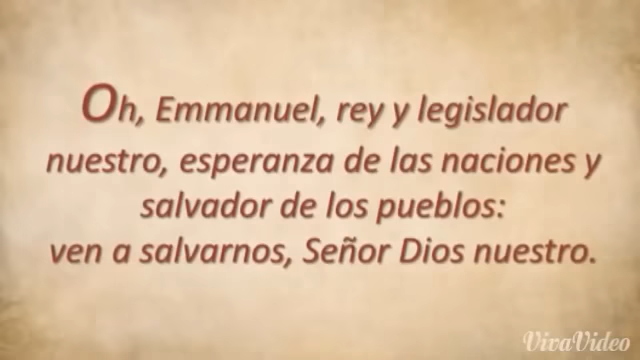 Oh, Emmanuel, rey y legislador
nuestro, esperanza de las naciones y
salvador de los pueblos:
ven a salvarnos, Señor Dios nuestro.
VivaVideo